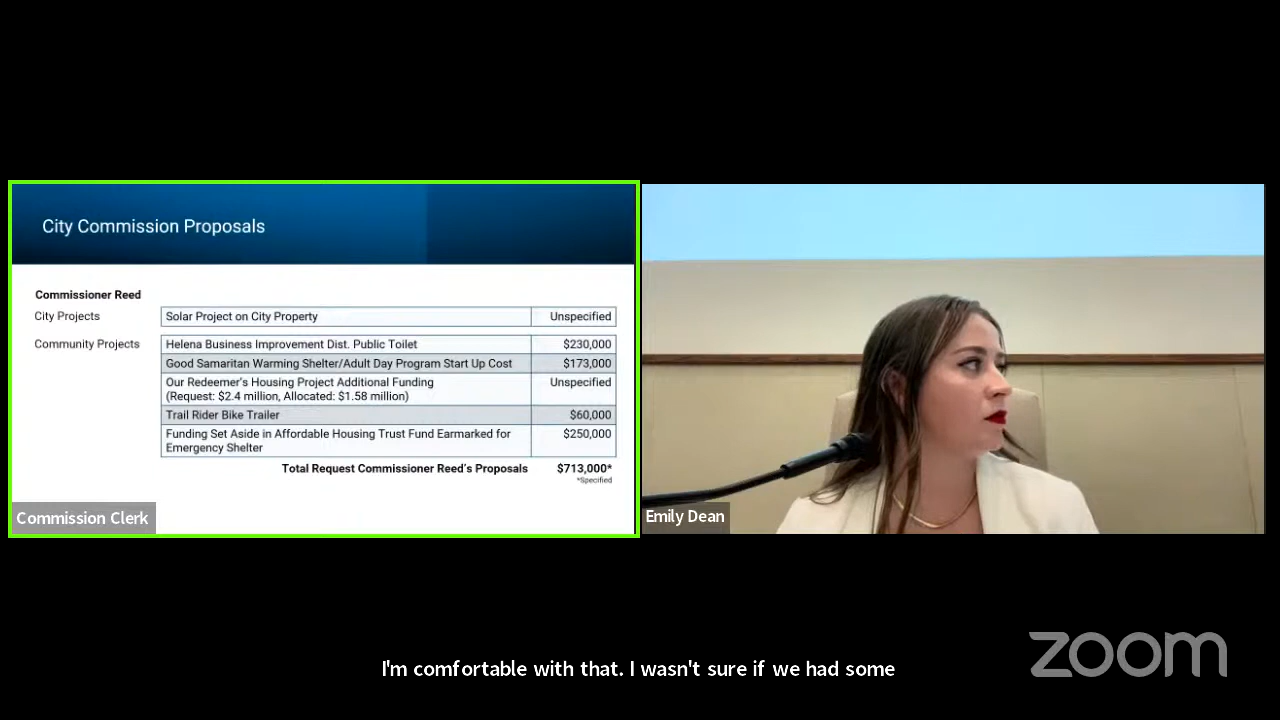 City Commission Proposals
Commissioner Reed
City Projects
Solar Project on City Property
Unspecified
Community Projects
Helena Business Improvement Dist. Public Toilet
$230,000
Good Samaritan Warming Shelter/Adult Day Program Start Up Cost
$173,000
Our Redeemer's Housing Project Additional Funding
(Request: $2.4 million, Allocated: $1.58 million)
Unspecified
Trail Rider Bike Trailer
$60,000
Funding Set Aside in Affordable Housing Trust Fund Earmarked for
Emergency Shelter
$250,000
Total Request Commissioner Reed's Proposals
$713,000*
*Specified
Commission Clerk
Emily Dean
I'm comfortable with that. I wasn't sure if we had some
zoom